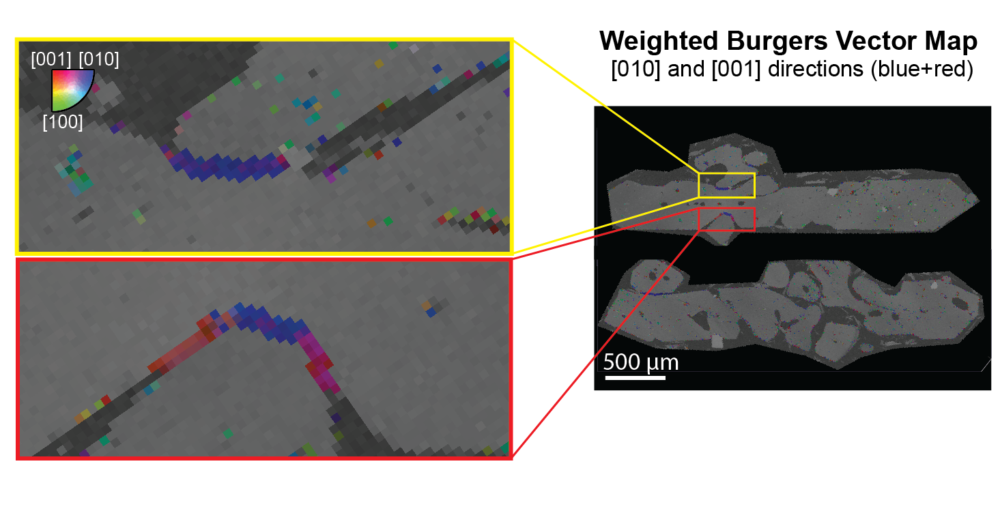 Weighted Burgers Vector Map
[010] and [001] directions (blue+red)
[001] [010]
[100]
500 µm